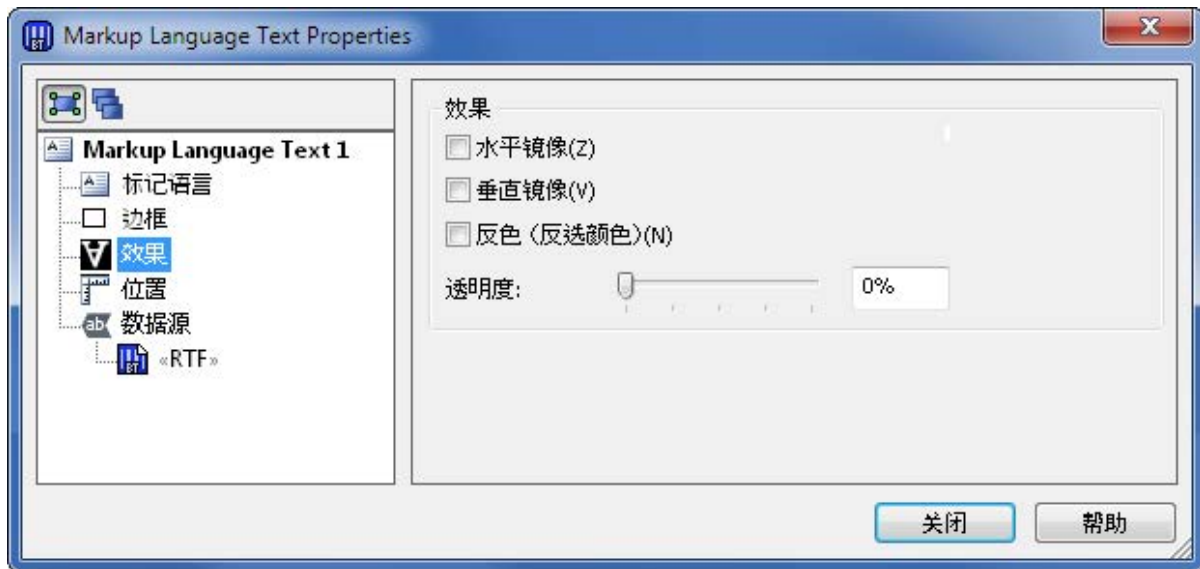 Markup Language Text Properties
Markup Language Text 1
标记语言
边框
效果
位置
数据源
«RTF»
效果
水平镜像(Z)
垂直镜像(V)
反色 (反选颜色)(N)
透明度:
0%
关闭
帮助